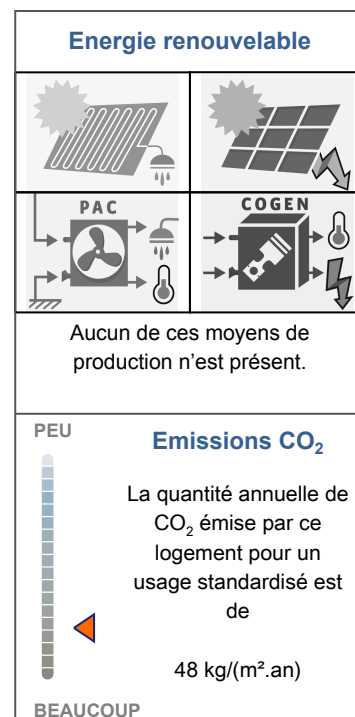 Energie renouvelable
PAC
COGEN
Aucun de ces moyens de
production n'est présent.
PEU
Emissions CO₂
La quantité annuelle de
CO₂ émise par ce
logement pour un
usage standardisé est
de
48 kg/(m².an)
BEAUCOUP